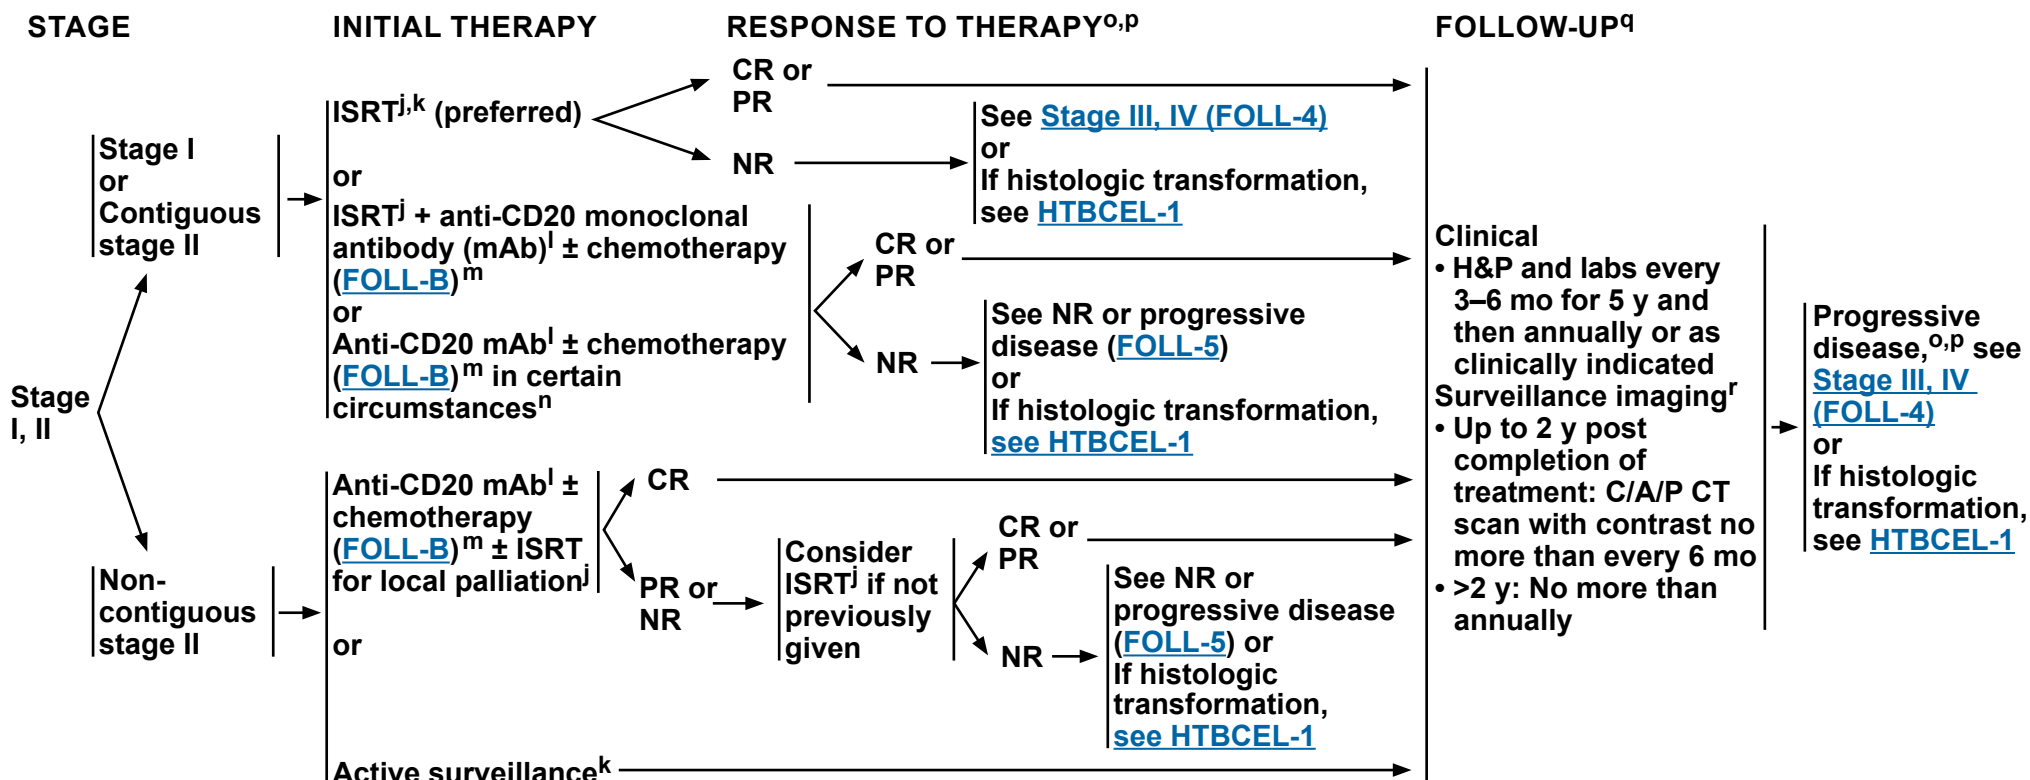 STAGE
INITIAL THERAPY
RESPONSE TO THERAPYo,p
FOLLOW-UPq
Stage
I, II
Stage I
or
Contiguous
stage II
ISRTj,k (preferred)
or
ISRTj + anti-CD20 monoclonal
antibody (mAb)l ± chemotherapy
(FOLL-B)m
or
Anti-CD20 mAbl ± chemotherapy
(FOLL-B)m in certain
circumstancesn
CR or
PR
NR
See Stage III, IV (FOLL-4)
or
If histologic transformation,
see HTBCEL-1
CR or
PR
NR
See NR or progressive
disease (FOLL-5)
or
If histologic transformation,
see HTBCEL-1
Non-
contiguous
stage II
Anti-CD20 mAbl ±
chemotherapy
(FOLL-B)m ± ISRT
for local palliationj
or
Active surveillancek
CR
PR or
NR
Consider
ISRTj if not
previously
given
CR or
PR
NR
See NR or
progressive disease
(FOLL-5) or
If histologic
transformation,
see HTBCEL-1
Clinical
• H&P and labs every
3–6 mo for 5 y and
then annually or as
clinically indicated
Surveillance imagingr
• Up to 2 y post
completion of
treatment: C/A/P CT
scan with contrast no
more than every 6 mo
• >2 y: No more than
annually
Progressive
disease,o,p see
Stage III, IV
(FOLL-4)
or
If histologic
transformation,
see HTBCEL-1